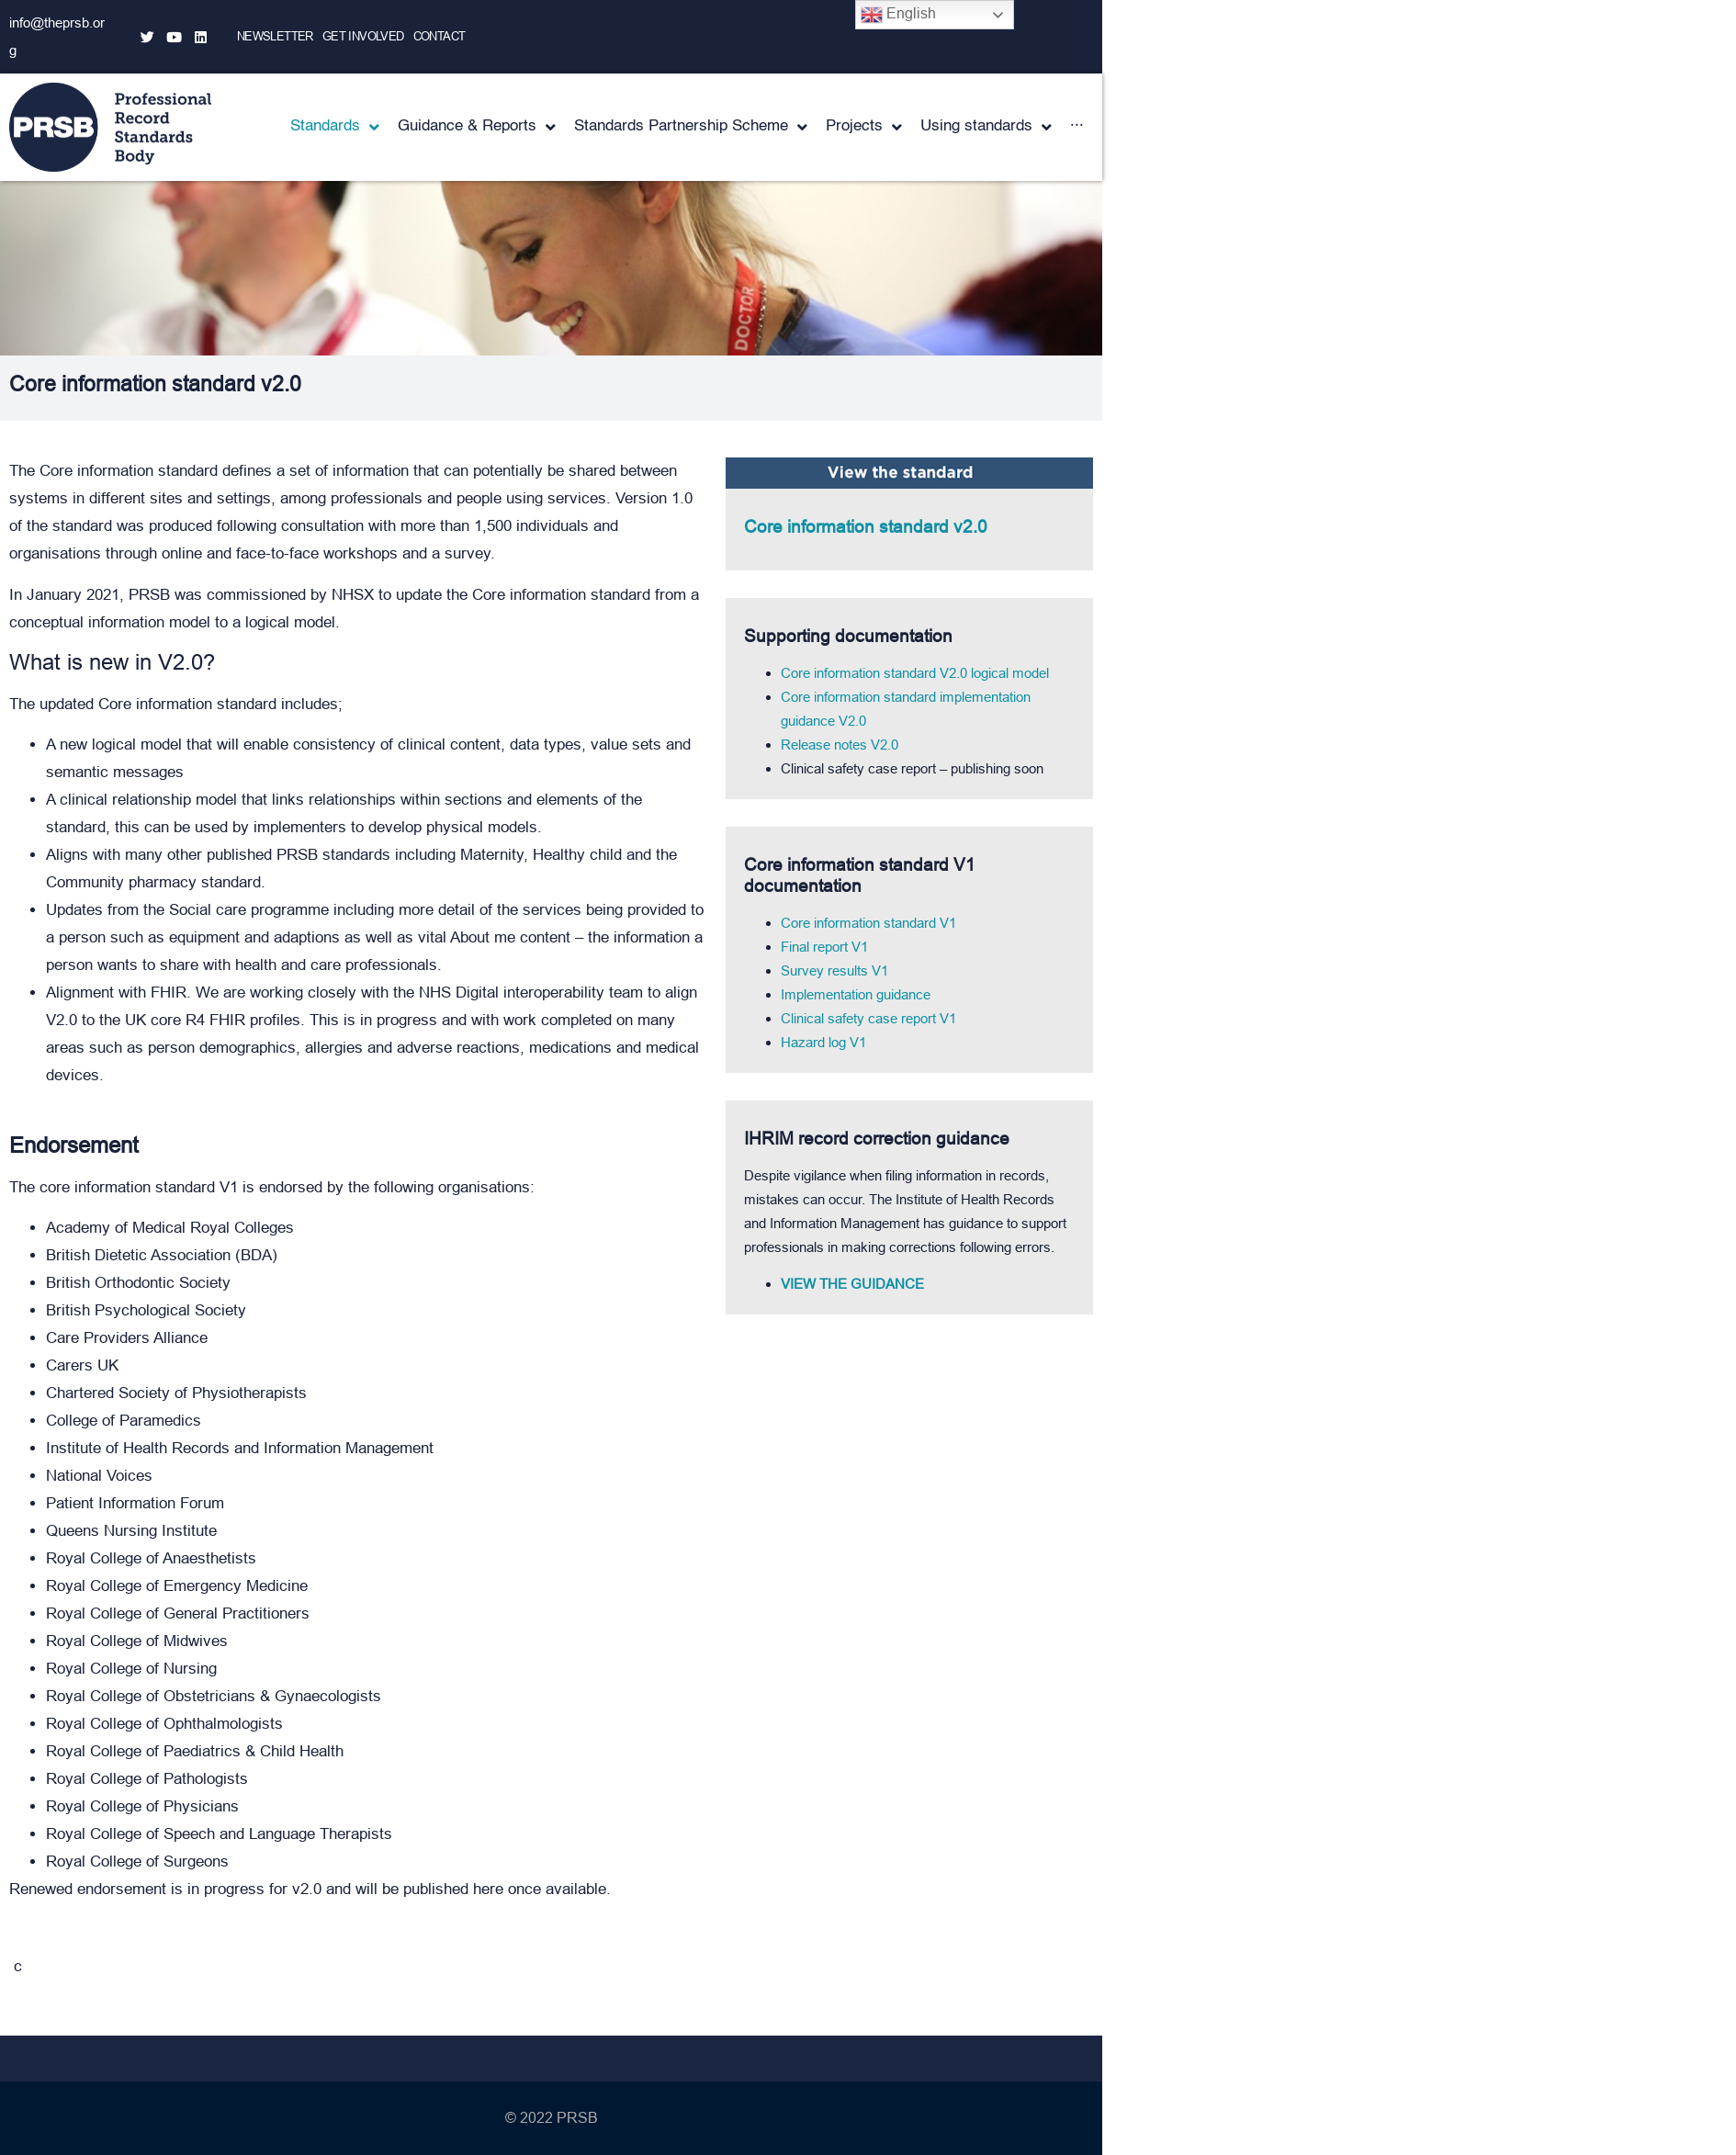 info@theprsb.or
g
NEWSLETTER GET INVOLVED CONTACT
English
PRSB
Professional
Record
Standards
Body
Standards Guidance & Reports Standards Partnership Scheme Projects Using standards ...
DOCTOR
Core information standard v2.0
The Core information standard defines a set of information that can potentially be shared between
systems in different sites and settings, among professionals and people using services. Version 1.0
of the standard was produced following consultation with more than 1,500 individuals and
organisations through online and face-to-face workshops and a survey.
In January 2021, PRSB was commissioned by NHSX to update the Core information standard from a
conceptual information model to a logical model.
What is new in V2.0?
The updated Core information standard includes;
A new logical model that will enable consistency of clinical content, data types, value sets and
semantic messages
A clinical relationship model that links relationships within sections and elements of the
standard, this can be used by implementers to develop physical models.
Aligns with many other published PRSB standards including Maternity, Healthy child and the
Community pharmacy standard.
Updates from the Social care programme including more detail of the services being provided to
a person such as equipment and adaptions as well as vital About me content – the information a
person wants to share with health and care professionals.
Alignment with FHIR. We are working closely with the NHS Digital interoperability team to align
V2.0 to the UK core R4 FHIR profiles. This is in progress and with work completed on many
areas such as person demographics, allergies and adverse reactions, medications and medical
devices.
Endorsement
The core information standard V1 is endorsed by the following organisations:
Academy of Medical Royal Colleges
British Dietetic Association (BDA)
British Orthodontic Society
British Psychological Society
Care Providers Alliance
Carers UK
Chartered Society of Physiotherapists
College of Paramedics
Institute of Health Records and Information Management
National Voices
Patient Information Forum
Queens Nursing Institute
Royal College of Anaesthetists
Royal College of Emergency Medicine
Royal College of General Practitioners
Royal College of Midwives
Royal College of Nursing
Royal College of Obstetricians & Gynaecologists
Royal College of Ophthalmologists
Royal College of Paediatrics & Child Health
Royal College of Pathologists
Royal College of Physicians
Royal College of Speech and Language Therapists
Royal College of Surgeons
Renewed endorsement is in progress for v2.0 and will be published here once available.
c
View the standard
Core information standard v2.0
Supporting documentation
Core information standard V2.0 logical model
Core information standard implementation
guidance V2.0
Release notes V2.0
Clinical safety case report – publishing soon
Core information standard V1
documentation
Core information standard V1
Final report V1
Survey results V1
Implementation guidance
Clinical safety case report V1
Hazard log V1
IHRIM record correction guidance
Despite vigilance when filing information in records,
mistakes can occur. The Institute of Health Records
and Information Management has guidance to support
professionals in making corrections following errors.
VIEW THE GUIDANCE
© 2022 PRSB